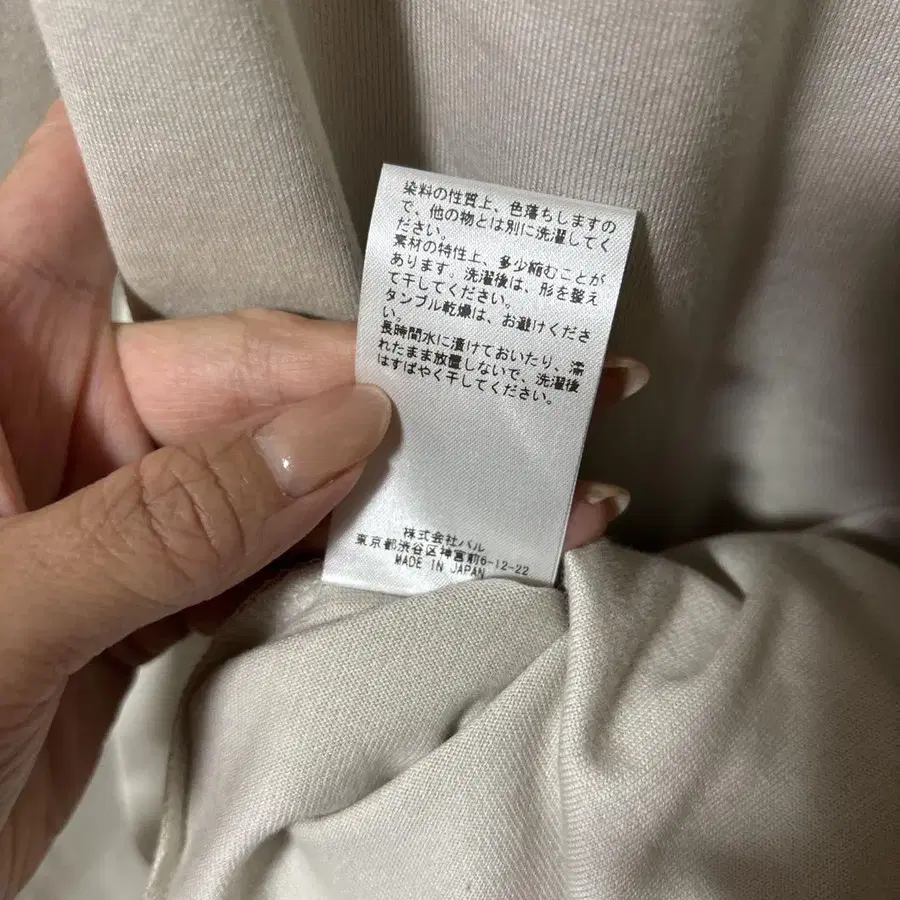 染料の性質上、色落ちしますの
で、他の物とは別に洗濯してく
ださい。
素材の特性上、多少縮むことが
あります。洗濯後は、形を整え
て干してください。
タンブル乾燥は、お避けくださ
い。
長時間水に漬けておいたり、濡
れたまま放置しないで、洗濯後
はすばやく干してください。
株式会社パル
東京都渋谷区神宮前6-12-22
MADE IN JAPAN